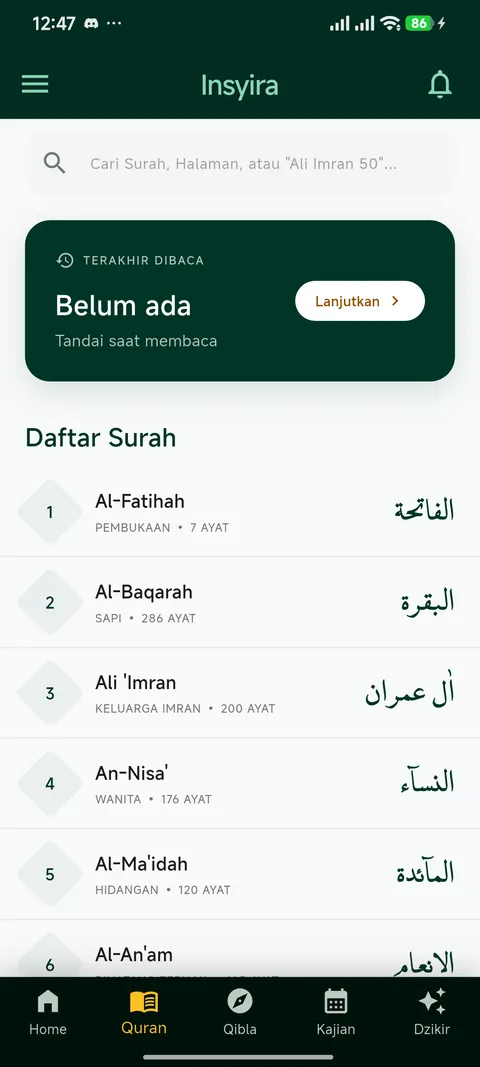 12:47
86
Insyira
Cari Surah, Halaman, atau "Ali Imran 50"...
TERAKHIR DIBACA
Belum ada
Lanjutkan
Tandai saat membaca
Daftar Surah
1
Al-Fatihah
الفاتحة
PEMBUKAAN • 7 AYAT
2
Al-Baqarah
البقرة
SAPI • 286 AYAT
3
Ali 'Imran
اٰل عمران
KELUARGA IMRAN • 200 AYAT
4
An-Nisa'
النساۤء
WANITA • 176 AYAT
5
Al-Ma'idah
الماۤئدة
HIDANGAN • 120 AYAT
6
Al-An'am
الانعام
Home
Quran
Qibla
Kajian
Dzikir